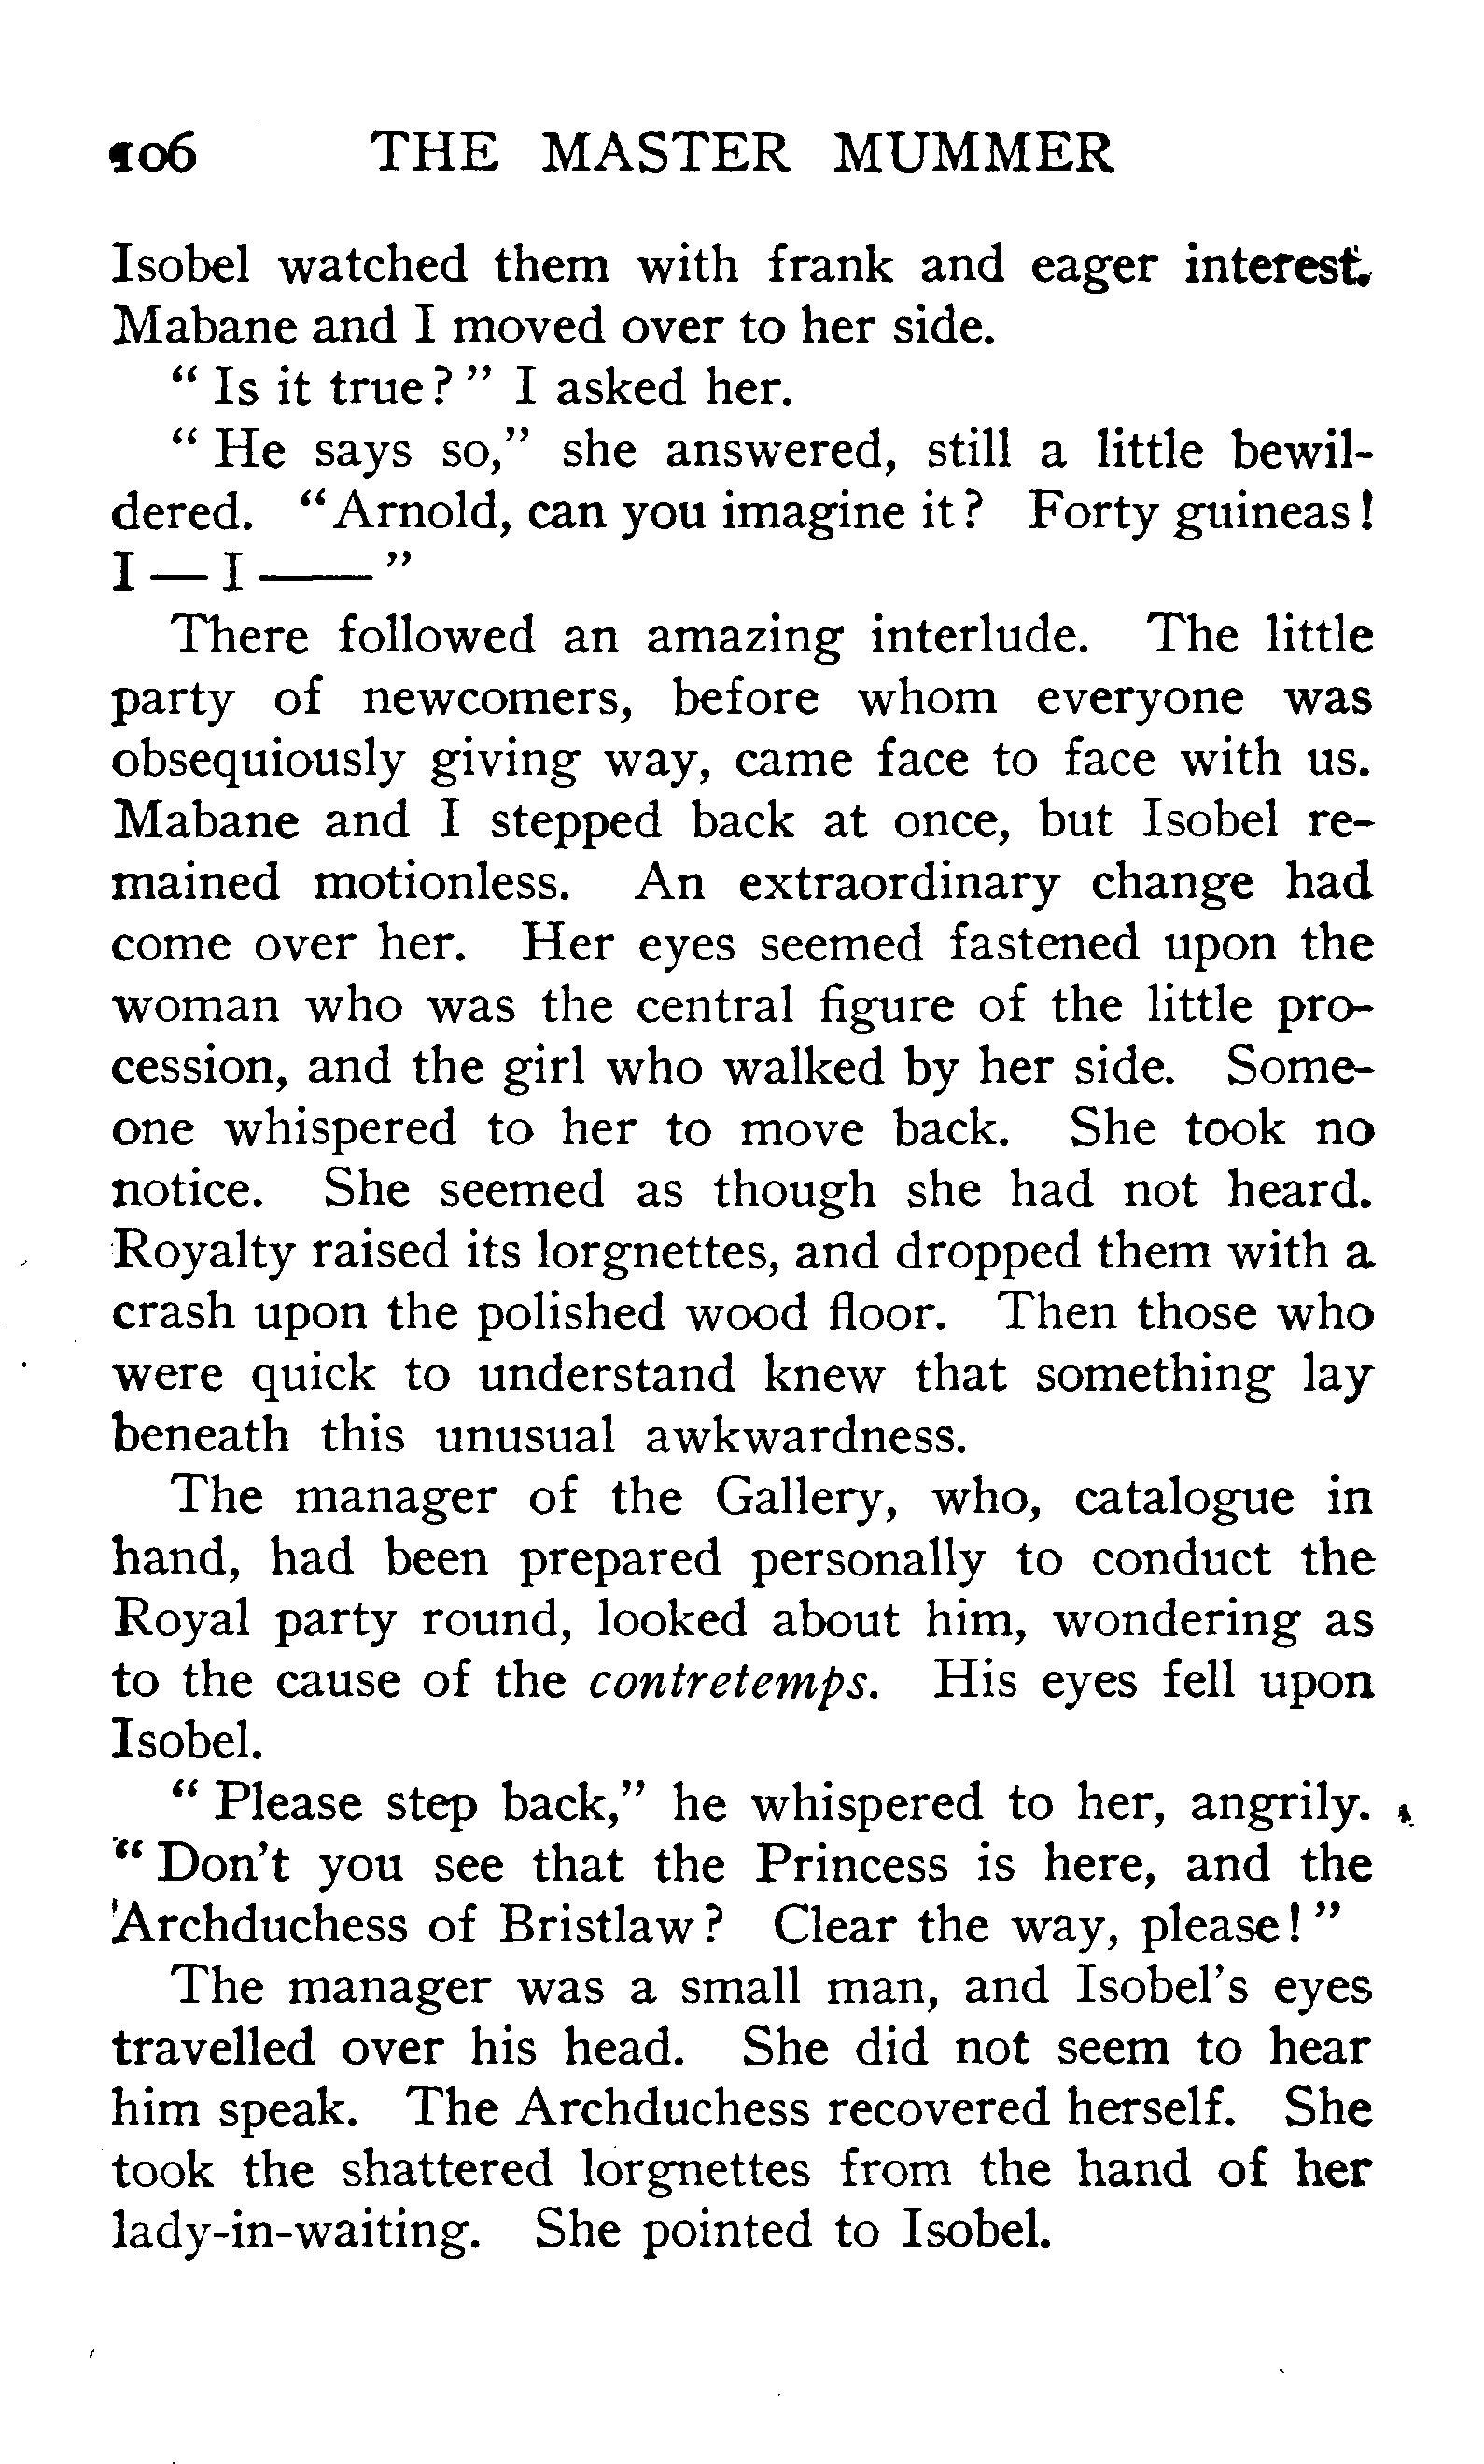 106 THE MASTER MUMMER
Isobel watched them with frank and eager interest.
Mabane and I moved over to her side.
“ Is it true ? ” I asked her.
“ He says so,” she answered, still a little bewil-
dered. “ Arnold, can you imagine it ? Forty guineas !
I — I —— ”
There followed an amazing interlude. The little
party of newcomers, before whom everyone was
obsequiously giving way, came face to face with us.
Mabane and I stepped back at once, but Isobel re-
mained motionless. An extraordinary change had
come over her. Her eyes seemed fastened upon the
woman who was the central figure of the little pro-
cession, and the girl who walked by her side. Some-
one whispered to her to move back. She took no
notice. She seemed as though she had not heard.
Royalty raised its lorgnettes, and dropped them with a
crash upon the polished wood floor. Then those who
were quick to understand knew that something lay
beneath this unusual awkwardness.
The manager of the Gallery, who, catalogue in
hand, had been prepared personally to conduct the
Royal party round, looked about him, wondering as
to the cause of the contretemps. His eyes fell upon
Isobel.
“ Please step back,” he whispered to her, angrily.
“ Don’t you see that the Princess is here, and the
Archduchess of Bristlaw ? Clear the way, please ! ”
The manager was a small man, and Isobel’s eyes
travelled over his head. She did not seem to hear
him speak. The Archduchess recovered herself. She
took the shattered lorgnettes from the hand of her
lady-in-waiting. She pointed to Isobel.